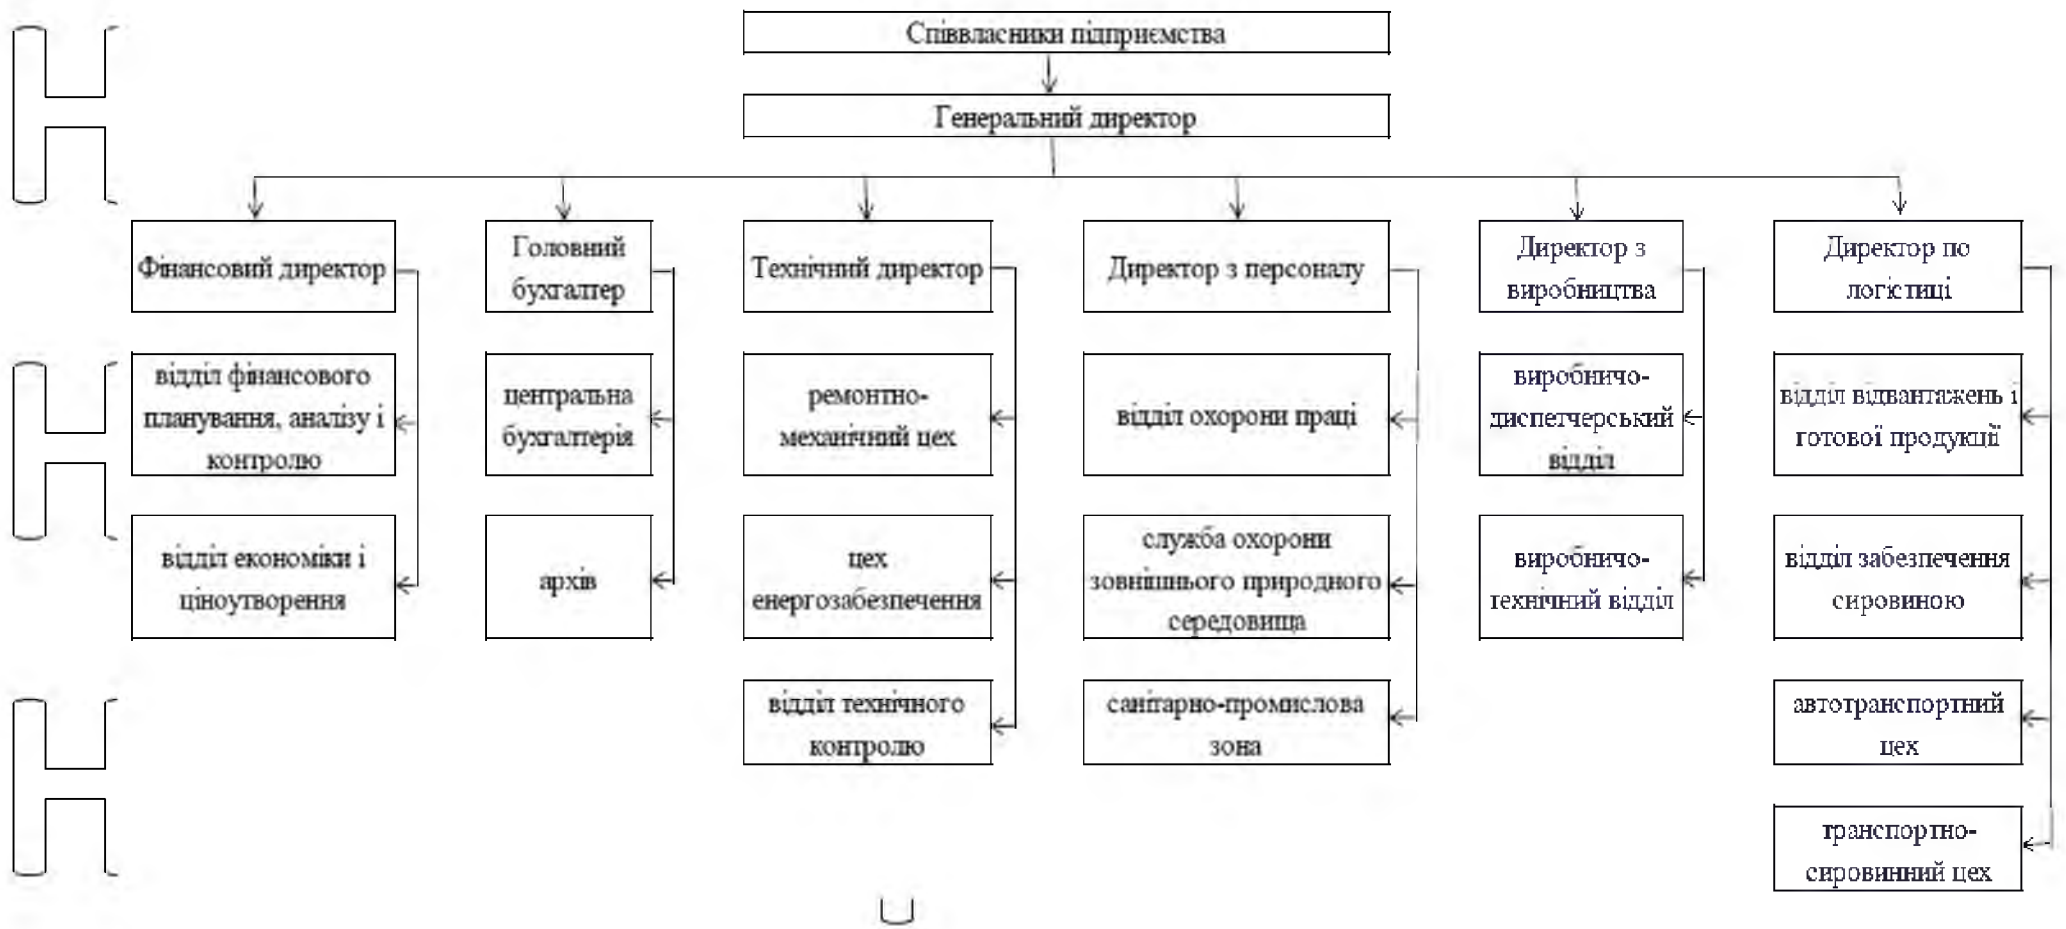 Співвласники підприємства
Генеральний директор
Фінансовий директор
Головний
бухгалтер
Технічний директор
Директор з персоналу
Директор з
виробництва
Директор по
логістиці
відділ фінансового
планування, аналізу і
контролю
центральна
бухгалтерія
ремонтно-
механічний цех
відділ охорони праці
виробничо-
диспетчерський
відділ
відділ відвантажень і
готової продукції
відділ економіки і
ціноутворення
архів
цех
енергозабезпечення
служба охорони
зовнішнього природного
середовища
виробничо-
технічний відділ
відділ забезпечення
сировиною
відділ технічного
контролю
санітарно-промислова
зона
автотранспортний
цех
транспортно-
сировинний цех